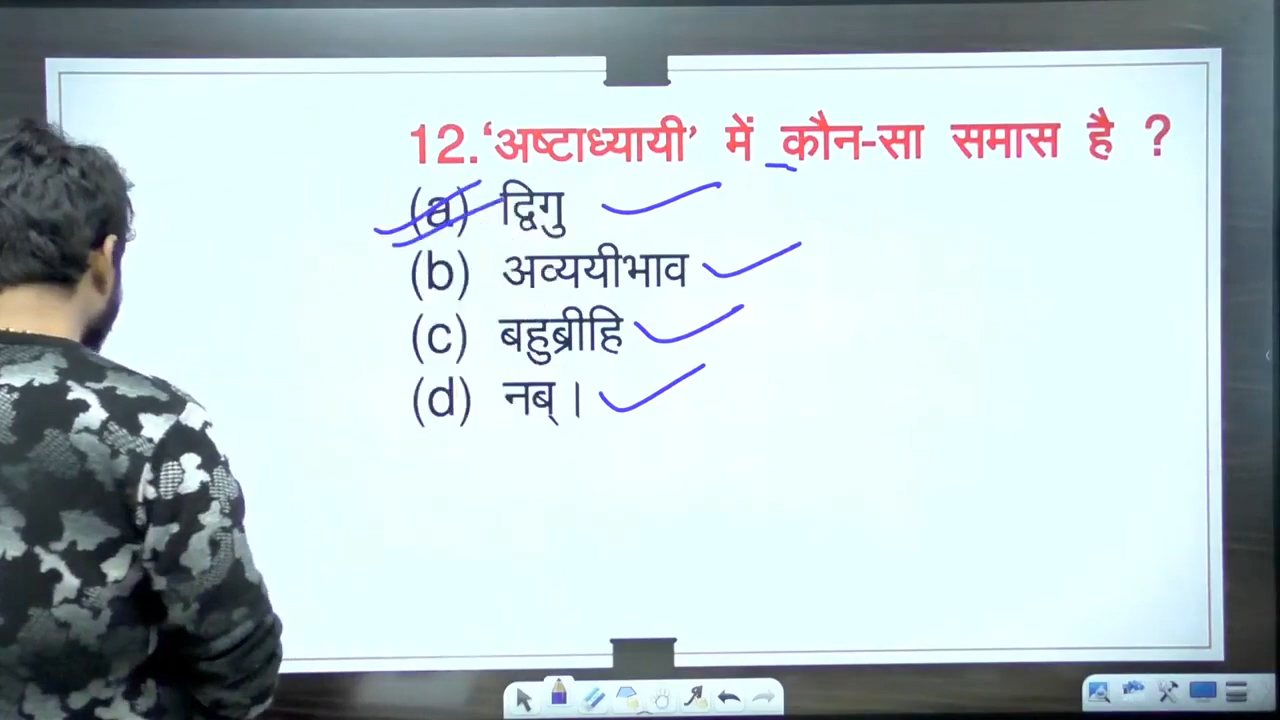 12. ‘अष्टाध्यायी’ में कौन-सा समास है ?
(a) द्विगु
(b) अव्ययीभाव
(c) बहुब्रीहि
(d) नब् ।